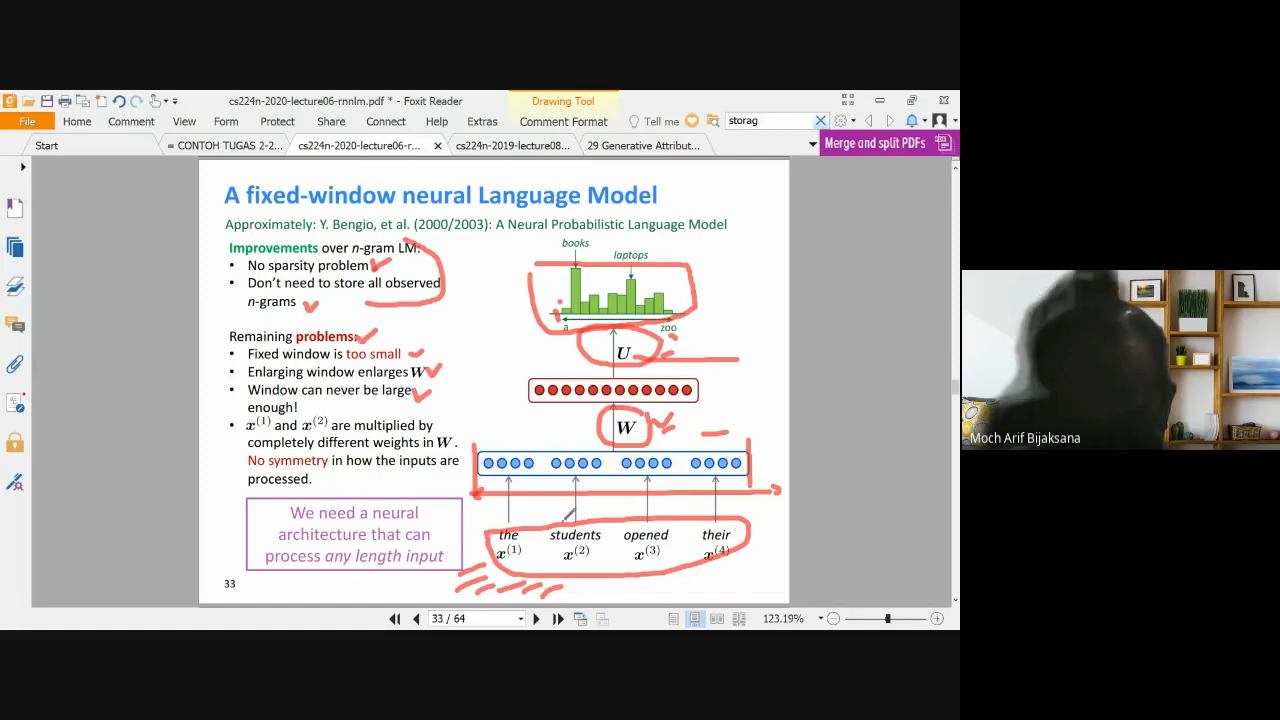 cs224n-2020-lecture06-rnnlm.pdf * - Foxit Reader
Drawing Tool
File
Home
Comment
View
Form
Protect
Share
Connect
Help
Extras
Comment Format
Tell me
storag
Start
= CONTOH TUGAS 2-2...
cs224n-2020-lecture06-r...
cs224n-2019-lecture08...
29 Generative Attribut...
Merge and split PDFs
A fixed-window neural Language Model
Approximately: Y. Bengio, et al. (2000/2003): A Neural Probabilistic Language Model
Improvements over n-gram LM:
• No sparsity problem
• Don't need to store all observed
n-grams
Remaining problems:
• Fixed window is too small
• Enlarging window enlarges W
• Window can never be large
enough!
• x(1) and x(2) are multiplied by
completely different weights in W.
No symmetry in how the inputs are
processed.
We need a neural
architecture that can
process any length input
33
books
laptops
a
zoo
U
W
the students opened their
x(1) x(2) x(3) x(4)
33 / 64
123.19%
Moch Arif Bijaksana